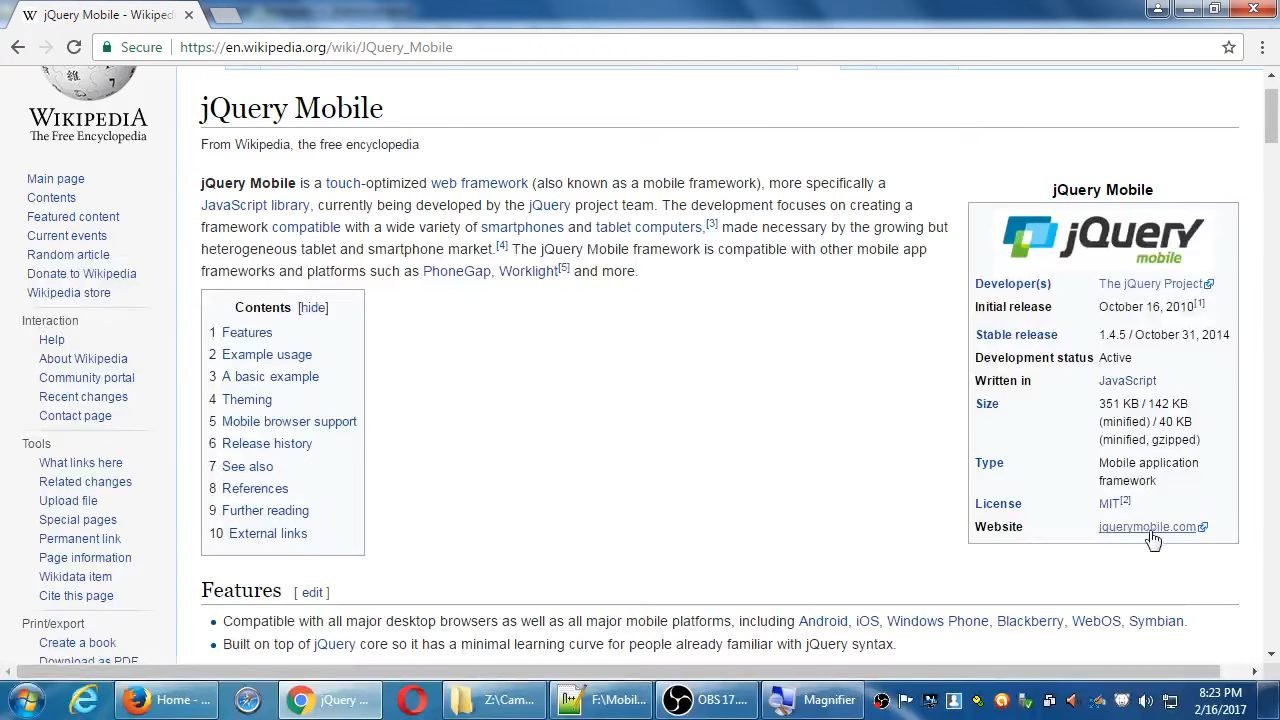 W jQuery Mobile - Wikiped
Secure https://en.wikipedia.org/wiki/JQuery_Mobile
WIKIPEDIA
The Free Encyclopedia
Main page
Contents
Featured content
Current events
Random article
Donate to Wikipedia
Wikipedia store
Interaction
Help
About Wikipedia
Community portal
Recent changes
Contact page
Tools
What links here
Related changes
Upload file
Special pages
Permanent link
Page information
Wikidata item
Cite this page
Print/export
Create a book
Download as PDF
jQuery Mobile
From Wikipedia, the free encyclopedia
jQuery Mobile is a touch-optimized web framework (also known as a mobile framework), more specifically a
JavaScript library, currently being developed by the jQuery project team. The development focuses on creating a
framework compatible with a wide variety of smartphones and tablet computers,[3] made necessary by the growing but
heterogeneous tablet and smartphone market.[4] The jQuery Mobile framework is compatible with other mobile app
frameworks and platforms such as PhoneGap, Worklight[5] and more.
Contents [hide]
1 Features
2 Example usage
3 A basic example
4 Theming
5 Mobile browser support
6 Release history
7 See also
8 References
9 Further reading
10 External links
jQuery Mobile
jQuery
mobile
Developer(s) The jQuery Project
Initial release October 16, 2010[1]
Stable release 1.4.5 / October 31, 2014
Development status Active
Written in JavaScript
Size 351 KB / 142 KB
(minified) / 40 KB
(minified, gzipped)
Type Mobile application
framework
License MIT[2]
Website jquerymobile.com
Features [ edit ]
Compatible with all major desktop browsers as well as all major mobile platforms, including Android, iOS, Windows Phone, Blackberry, WebOS, Symbian.
Built on top of jQuery core so it has a minimal learning curve for people already familiar with jQuery syntax.
Home - ... jQuery ... Z:\Cam... F:\Mobil... OBS 17.... Magnifier
8:23 PM
2/16/2017